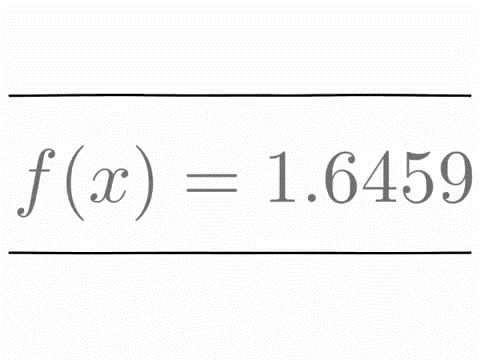 f(x) = 1.6459